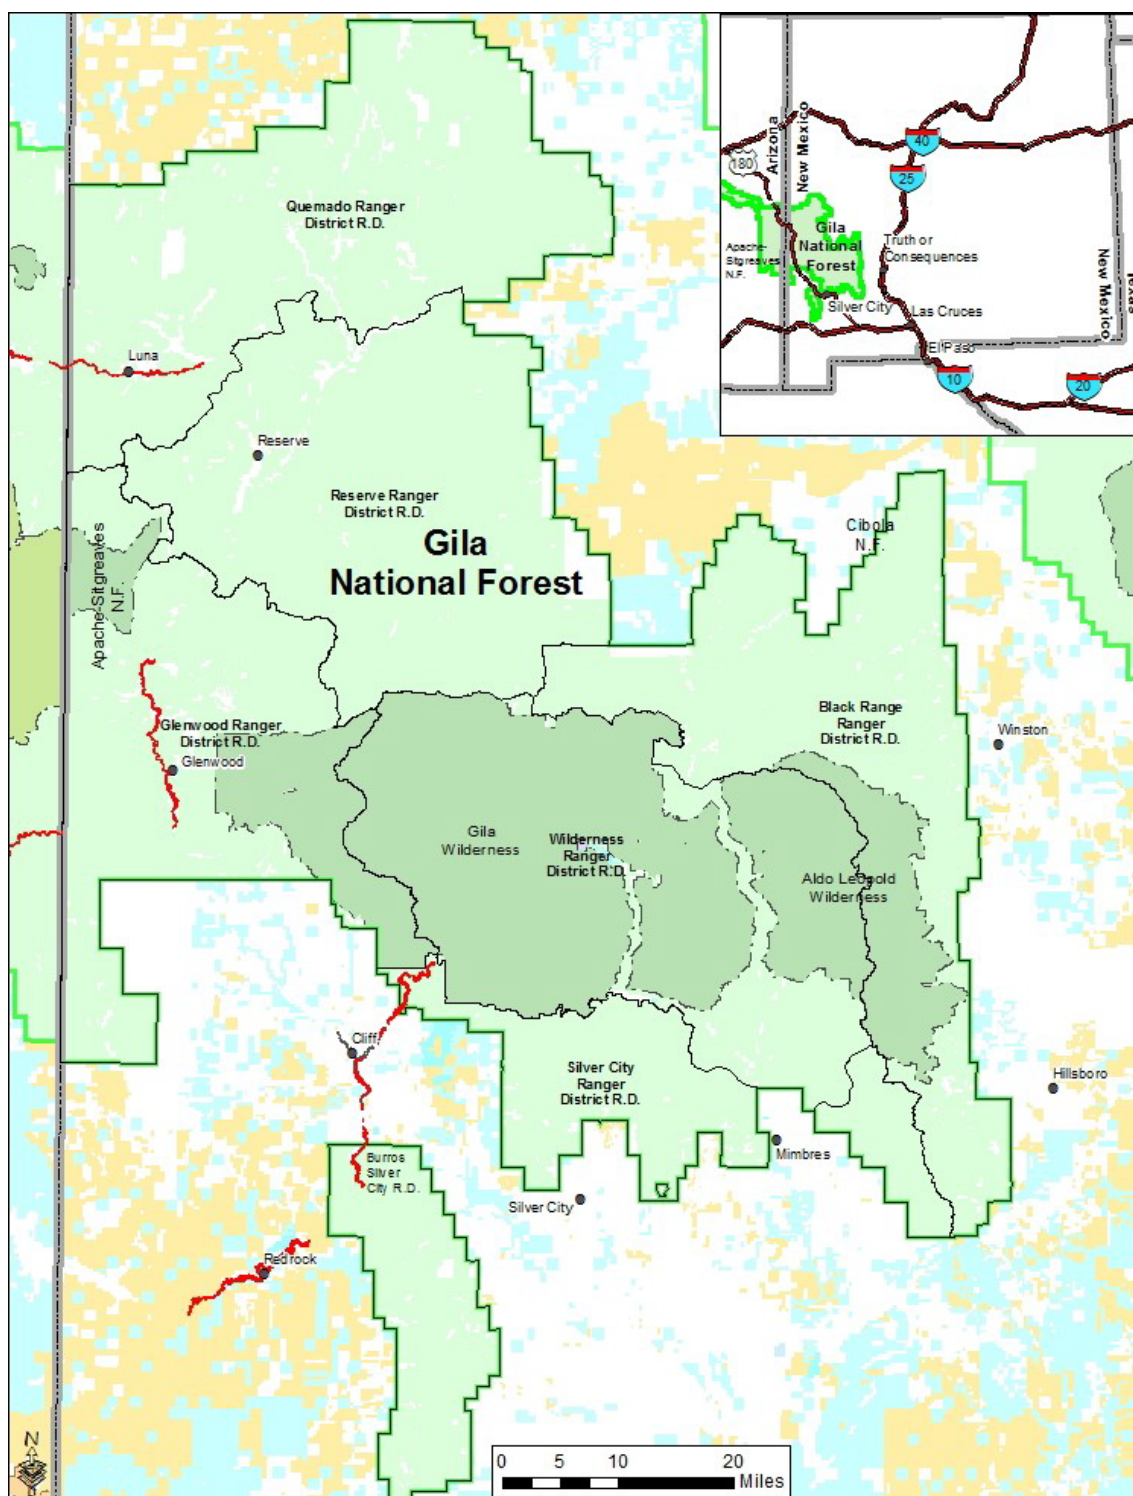 Quemado Ranger
District R.D.
Luna
Reserve
Reserve Ranger
District R.D.
Gila
National Forest
Cibola
N.F.
Apache-Sitgreaves
N.F.
Glenwood Ranger
District R.D.
Glenwood
Black Range
Ranger
District R.D.
Winston
Gila
Wilderness
Wilderness
Ranger
District R.D.
Aldo Leopold
Wilderness
Cliff
Silver City
Ranger
District R.D.
Hillsboro
Mimbres
Burros
Silver
City R.D.
Silver City
Redrock
N
0 5 10 20
Miles
Arizona
New Mexico
40
180
25
Gila
National
Forest
Apache-
Sitgreaves
N.F.
Truth or
Consequences
Silver City
Las Cruces
El Paso
New Mexico
Texas
10
20